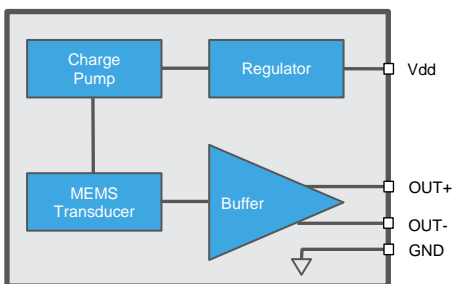 Charge
Pump
Regulator
Vdd
MEMS
Transducer
Buffer
OUT+
OUT-
GND